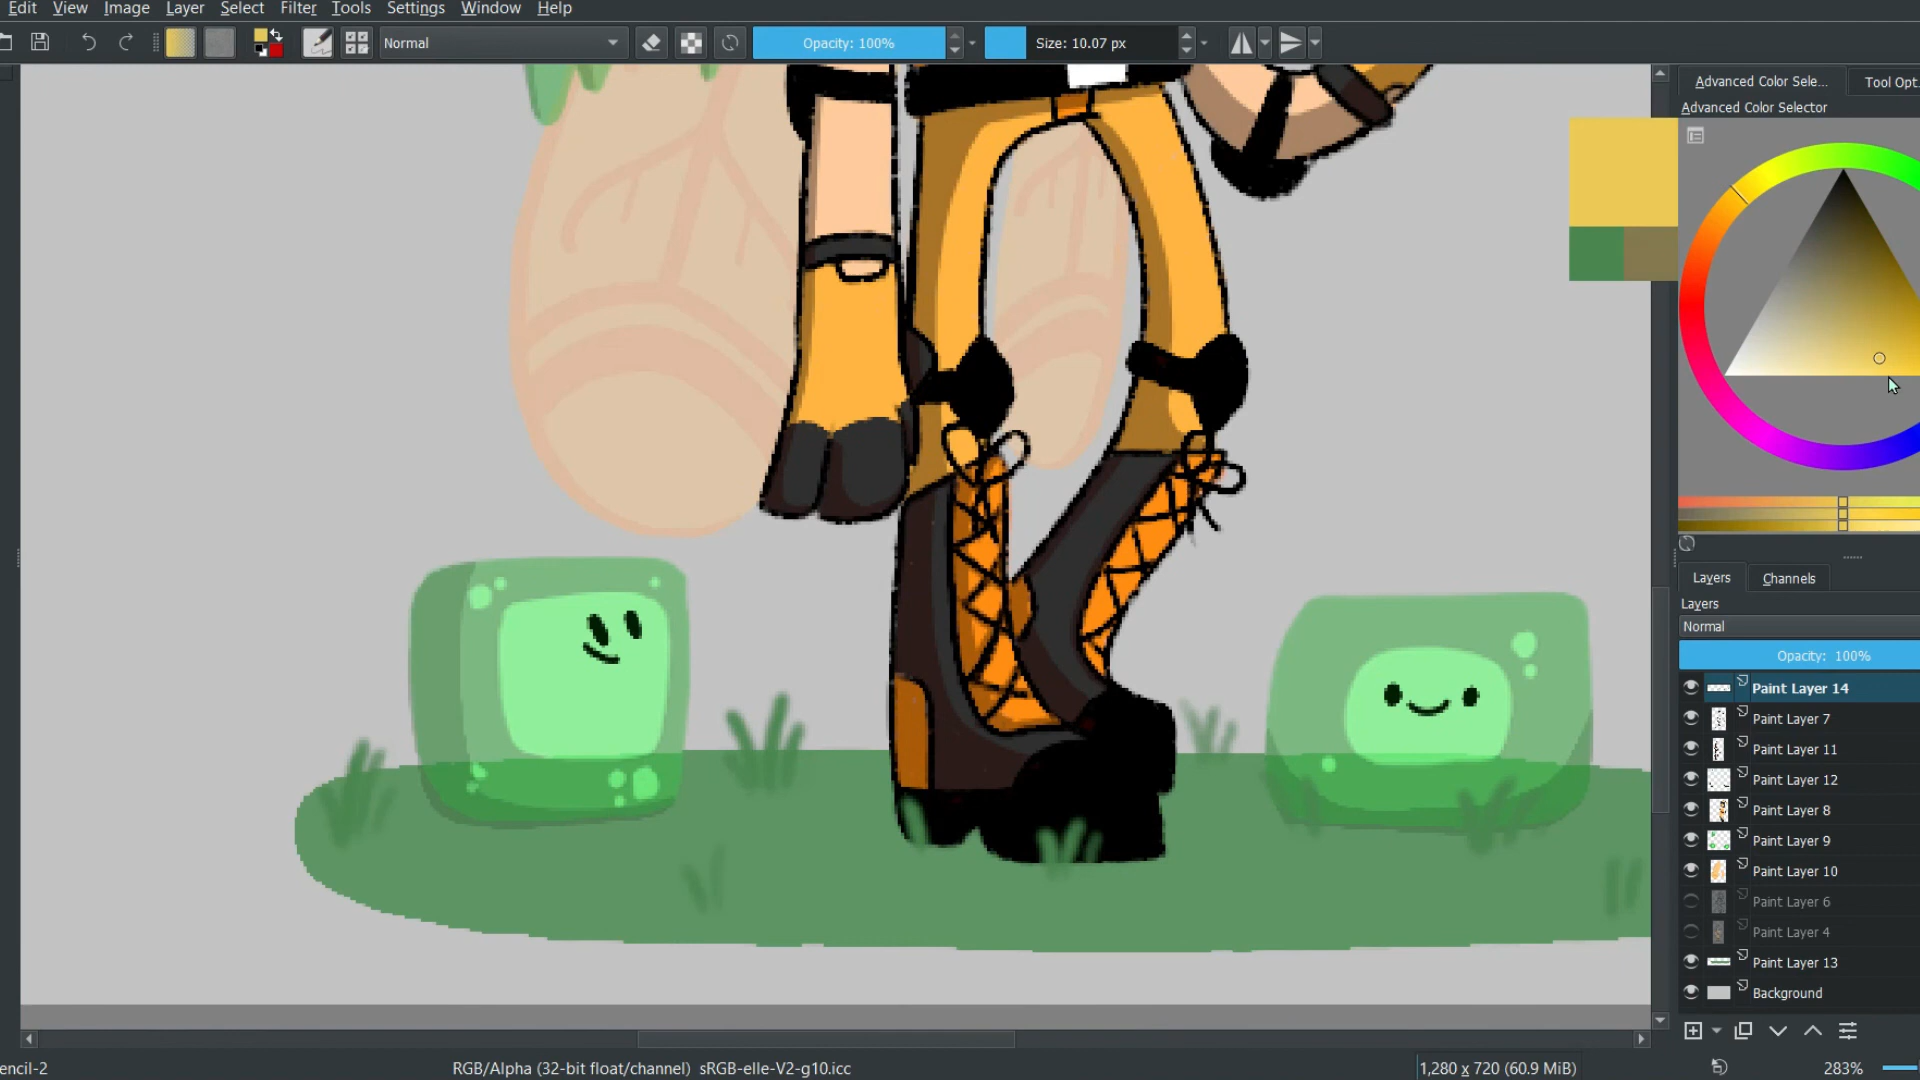 Edit View Image Layer Select Filter Tools Settings Window Help
Normal
Opacity: 100%
Size: 10.07 px
Advanced Color Sele...
Tool Opt
Advanced Color Selector
Layers
Channels
Layers
Normal
Opacity: 100%
Paint Layer 14
Paint Layer 7
Paint Layer 11
Paint Layer 12
Paint Layer 8
Paint Layer 9
Paint Layer 10
Paint Layer 6
Paint Layer 4
Paint Layer 13
Background
encil-2
RGB/Alpha (32-bit float/channel) sRGB-elle-V2-g10.icc
1,280 x 720 (60.9 MiB)
283%